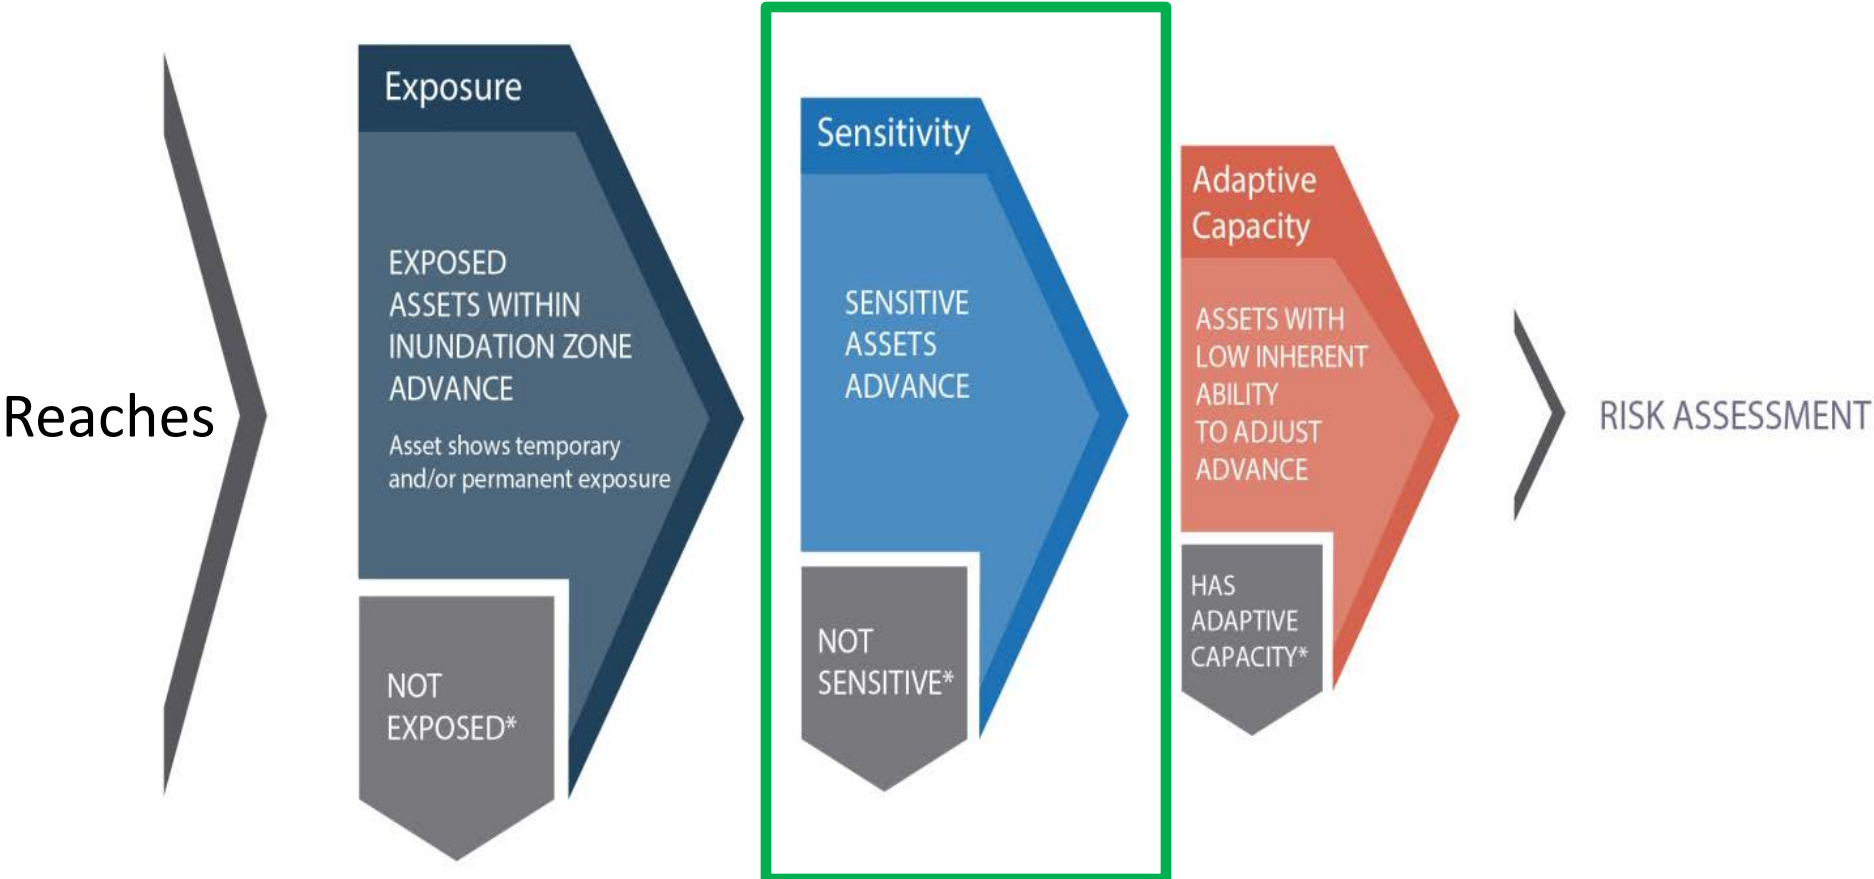 Reaches
Exposure
EXPOSED
ASSETS WITHIN
INUNDATION ZONE
ADVANCE
Asset shows temporary
and/or permanent exposure
NOT
EXPOSED*
Sensitivity
SENSITIVE
ASSETS
ADVANCE
NOT
SENSITIVE*
Adaptive
Capacity
ASSETS WITH
LOW INHERENT
ABILITY
TO ADJUST
ADVANCE
HAS
ADAPTIVE
CAPACITY*
RISK ASSESSMENT